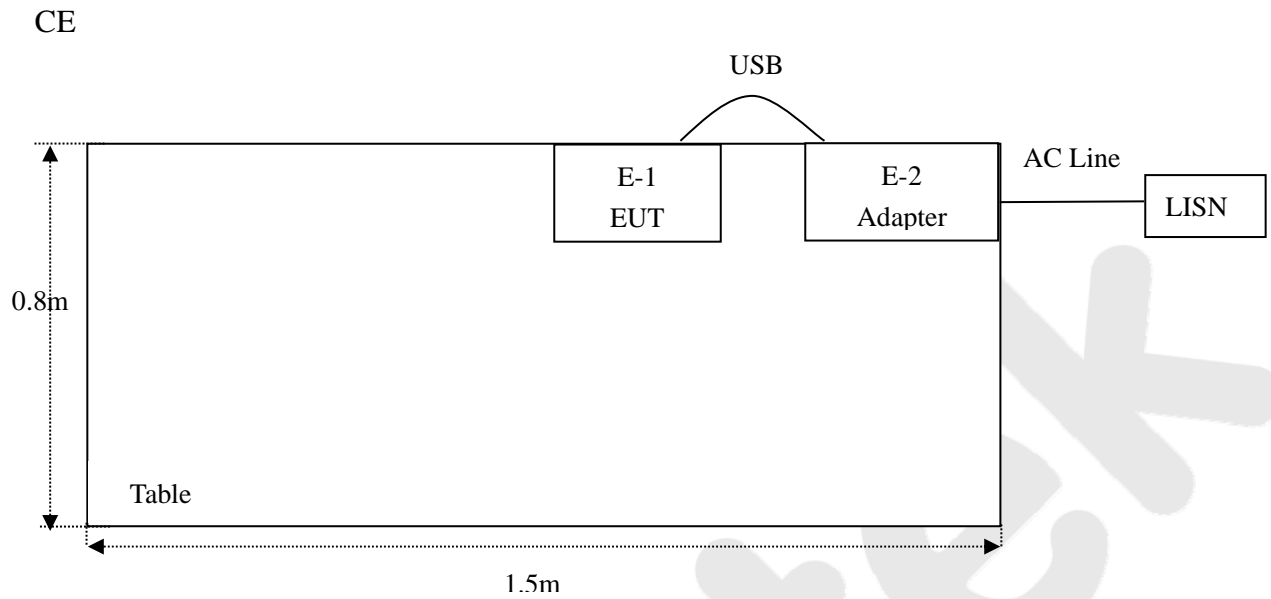 CE
USB
E-1
EUT
E-2
Adapter
AC Line
LISN
0.8m
Table
1.5m